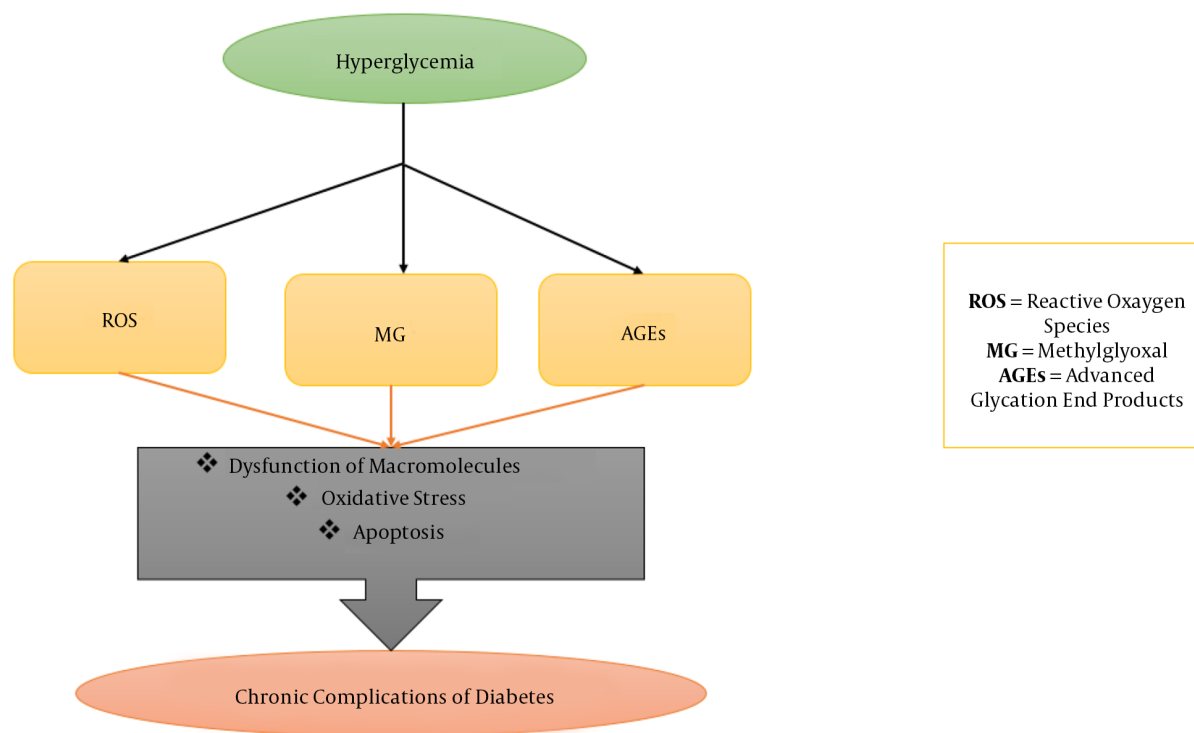 Hyperglycemia
ROS
MG
AGEs
ROS = Reactive Oxaygen
Species
MG = Methylglyoxal
AGEs = Advanced
Glycation End Products
❖ Dysfunction of Macromolecules
❖ Oxidative Stress
❖ Apoptosis
Chronic Complications of Diabetes